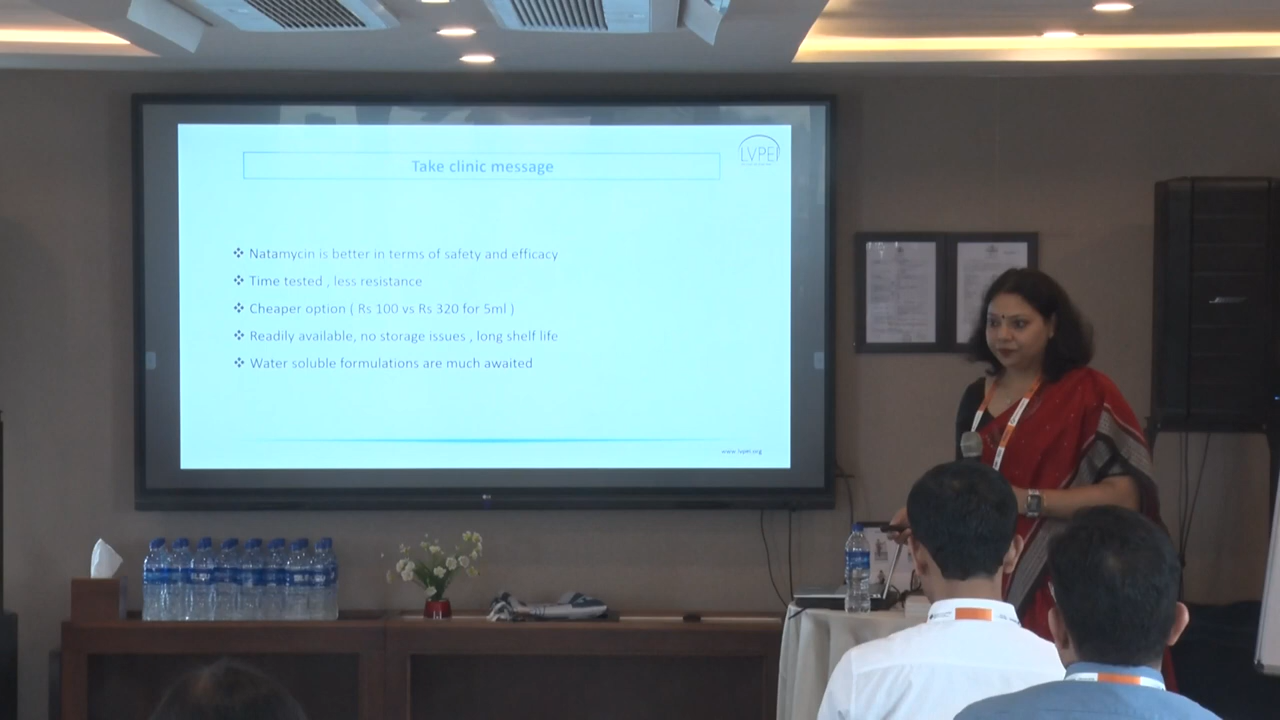 LVPEI
Take clinic message
❖ Natamycin is better in terms of safety and efficacy
❖ Time tested , less resistance
❖ Cheaper option ( Rs 100 vs Rs 320 for 5ml )
❖ Readily available, no storage issues , long shelf life
❖ Water soluble formulations are much awaited
www.lvpei.org